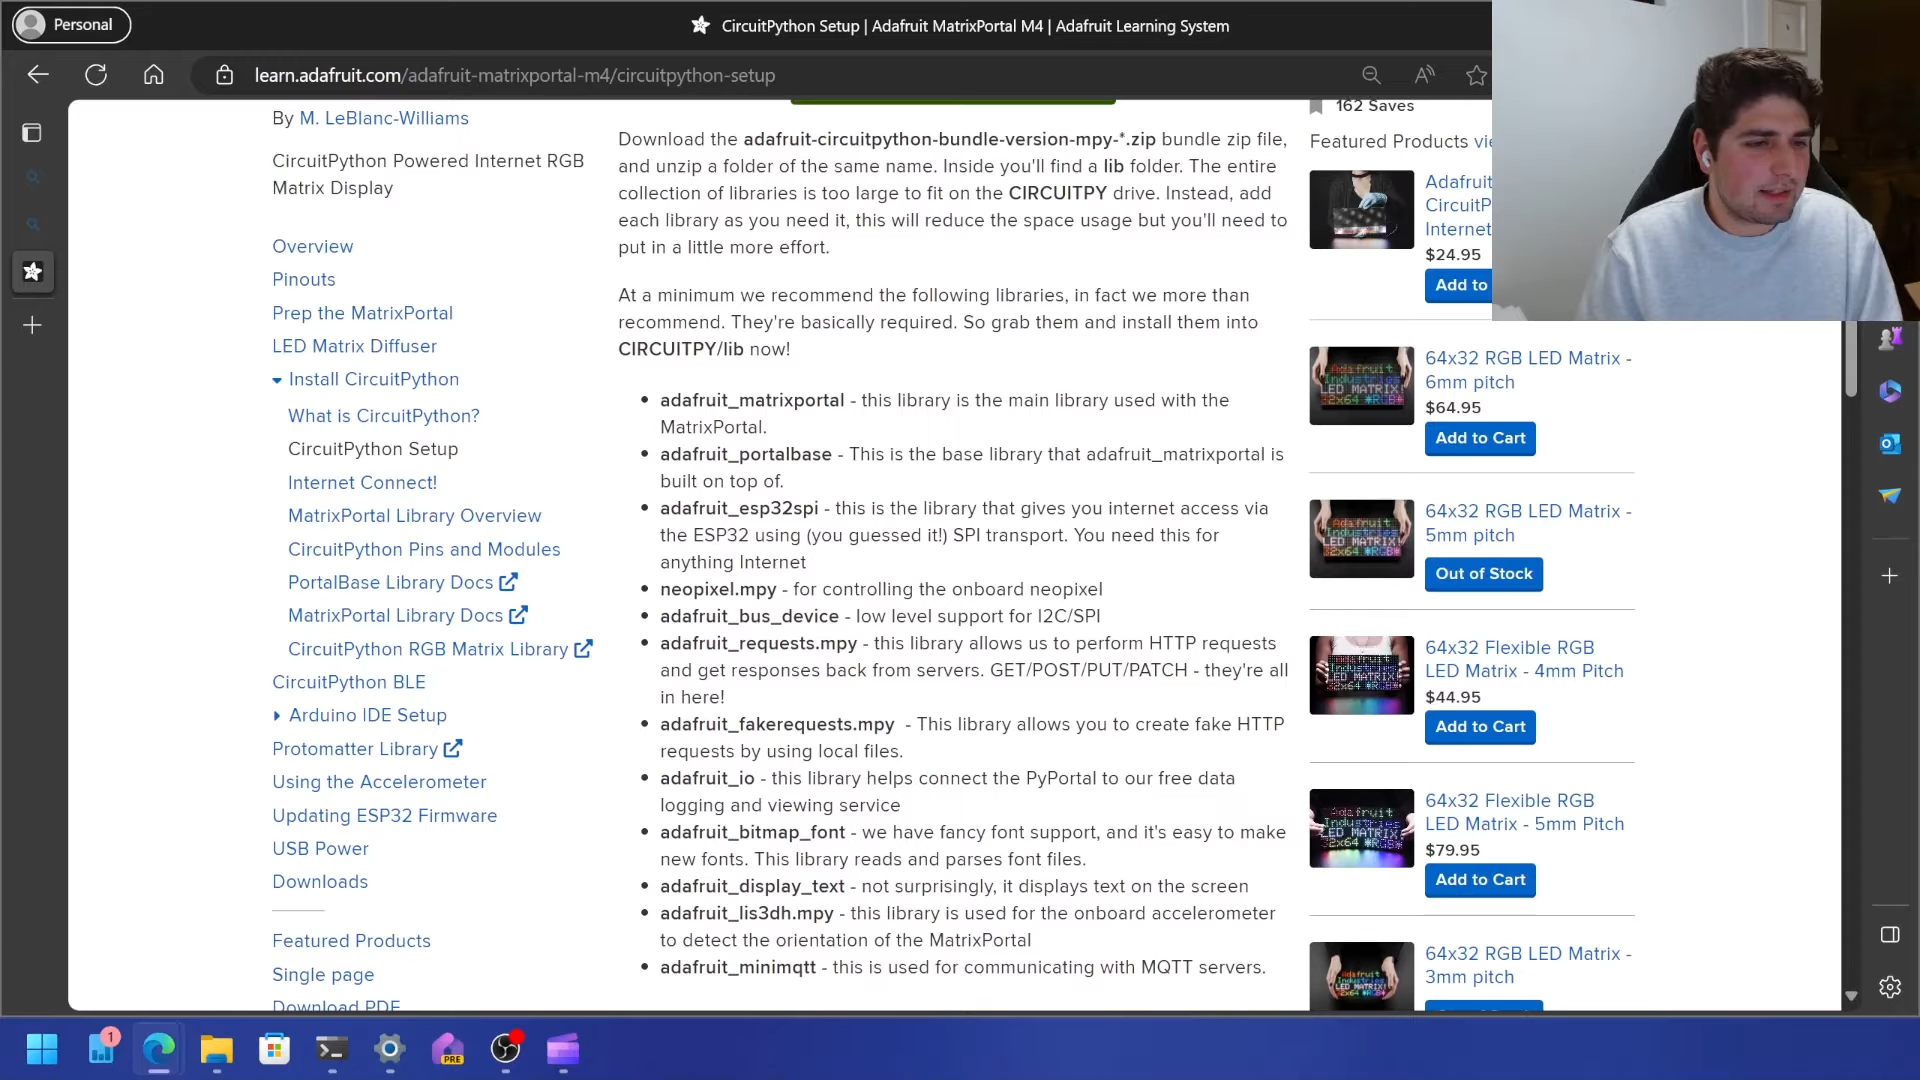 Personal
CircuitPython Setup | Adafruit MatrixPortal M4 | Adafruit Learning System
learn.adafruit.com/adafruit-matrixportal-m4/circuitpython-setup
By M. LeBlanc-Williams
CircuitPython Powered Internet RGB
Matrix Display
Overview
Pinouts
Prep the MatrixPortal
LED Matrix Diffuser
Install CircuitPython
What is CircuitPython?
CircuitPython Setup
Internet Connect!
MatrixPortal Library Overview
CircuitPython Pins and Modules
PortalBase Library Docs
MatrixPortal Library Docs
CircuitPython RGB Matrix Library
CircuitPython BLE
Arduino IDE Setup
Protomatter Library
Using the Accelerometer
Updating ESP32 Firmware
USB Power
Downloads
Featured Products
Single page
Download PDF
Download the adafruit-circuitpython-bundle-version-mpy-*.zip bundle zip file,
and unzip a folder of the same name. Inside you'll find a lib folder. The entire
collection of libraries is too large to fit on the CIRCUITPY drive. Instead, add
each library as you need it, this will reduce the space usage but you'll need to
put in a little more effort.
At a minimum we recommend the following libraries, in fact we more than
recommend. They're basically required. So grab them and install them into
CIRCUITPY/lib now!
• adafruit_matrixportal - this library is the main library used with the
MatrixPortal.
• adafruit_portalbase - This is the base library that adafruit_matrixportal is
built on top of.
• adafruit_esp32spi - this is the library that gives you internet access via
the ESP32 using (you guessed it!) SPI transport. You need this for
anything Internet
• neopixel.mpy - for controlling the onboard neopixel
• adafruit_bus_device - low level support for I2C/SPI
• adafruit_requests.mpy - this library allows us to perform HTTP requests
and get responses back from servers. GET/POST/PUT/PATCH - they're all
in here!
• adafruit_fakerequests.mpy - This library allows you to create fake HTTP
requests by using local files.
• adafruit_io - this library helps connect the PyPortal to our free data
logging and viewing service
• adafruit_bitmap_font - we have fancy font support, and it's easy to make
new fonts. This library reads and parses font files.
• adafruit_display_text - not surprisingly, it displays text on the screen
• adafruit_lis3dh.mpy - this library is used for the onboard accelerometer
to detect the orientation of the MatrixPortal
• adafruit_minimqtt - this is used for communicating with MQTT servers.
162 Saves
Featured Products
Adafruit
CircuitP
Internet
$24.95
Add to
64x32 RGB LED Matrix -
6mm pitch
$64.95
Add to Cart
64x32 RGB LED Matrix -
5mm pitch
Out of Stock
64x32 Flexible RGB
LED Matrix - 4mm Pitch
$44.95
Add to Cart
64x32 Flexible RGB
LED Matrix - 5mm Pitch
$79.95
Add to Cart
64x32 RGB LED Matrix -
3mm pitch
1
PRE